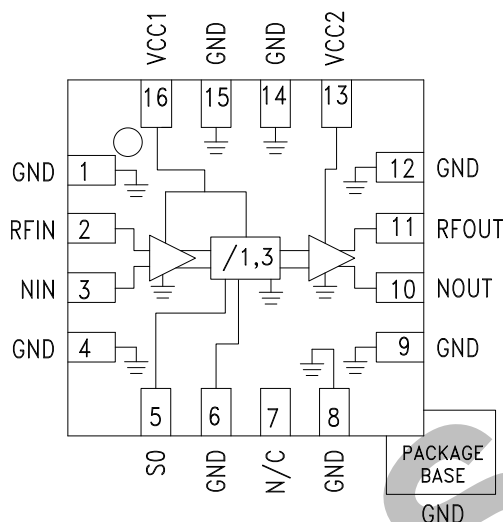 VCC1
GND
GND
VCC2
16
15
14
13
GND 1
12 GND
RFIN 2
11 RFOUT
/1,3
NIN 3
10 NOUT
GND 4
9 GND
5
6
7
8
S0
GND
N/C
GND
PACKAGE
BASE
GND